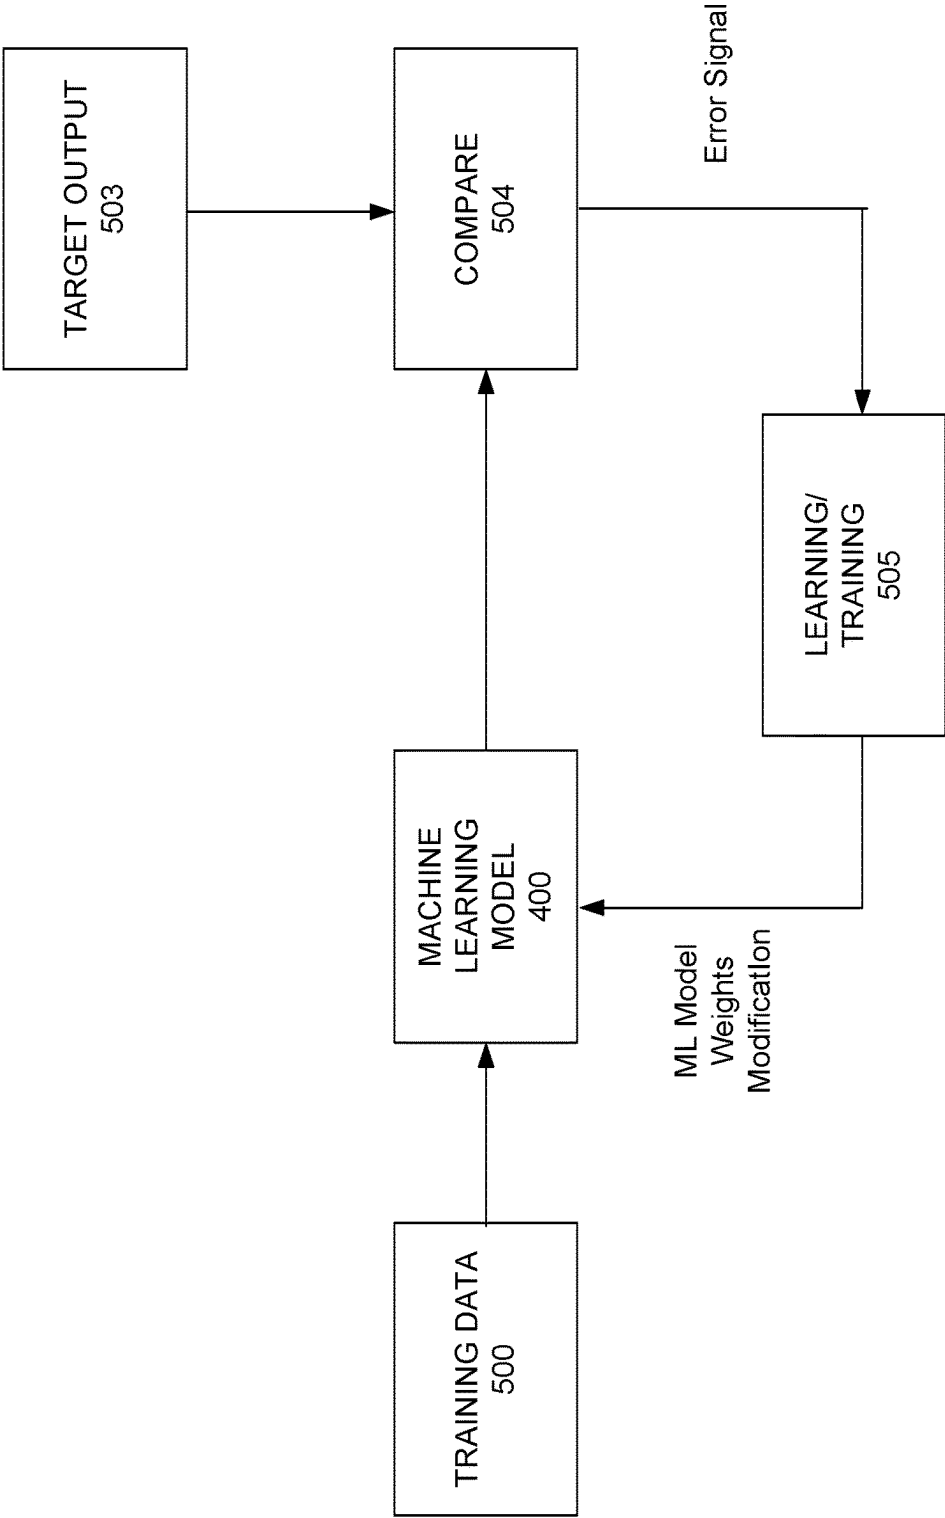 TARGET OUTPUT
503
TRAINING DATA
500
MACHINE
LEARNING
MODEL
400
COMPARE
504
Error Signal
ML Model
Weights
Modification
LEARNING/
TRAINING
505